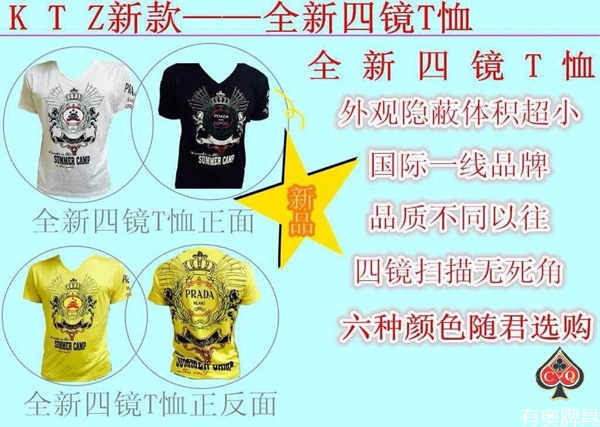 K T Z新款——全新四镜T恤
全新四镜T恤
外观隐蔽体积超小
国际一线品牌
品质不同以往
四镜扫描无死角
六种颜色随君选购
新品
PRADA
SUMMER CAMP
PRADA
SUMMER CAMP
全新四镜T恤正面
SUMMER CAMP
PRADA
MILANO
SUMMER CAMP
全新四镜T恤正反面
C Q
有奥牌具